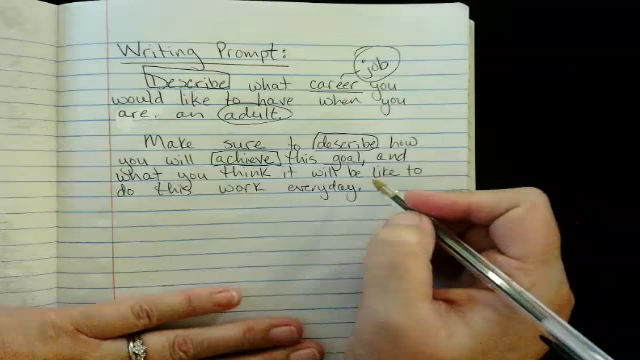 Writing Prompt:
job
Describe what career you
would like to have when you
are an adult.
Make sure to describe how
you will achieve this goal, and
what you think it will be like to
do this work everyday.